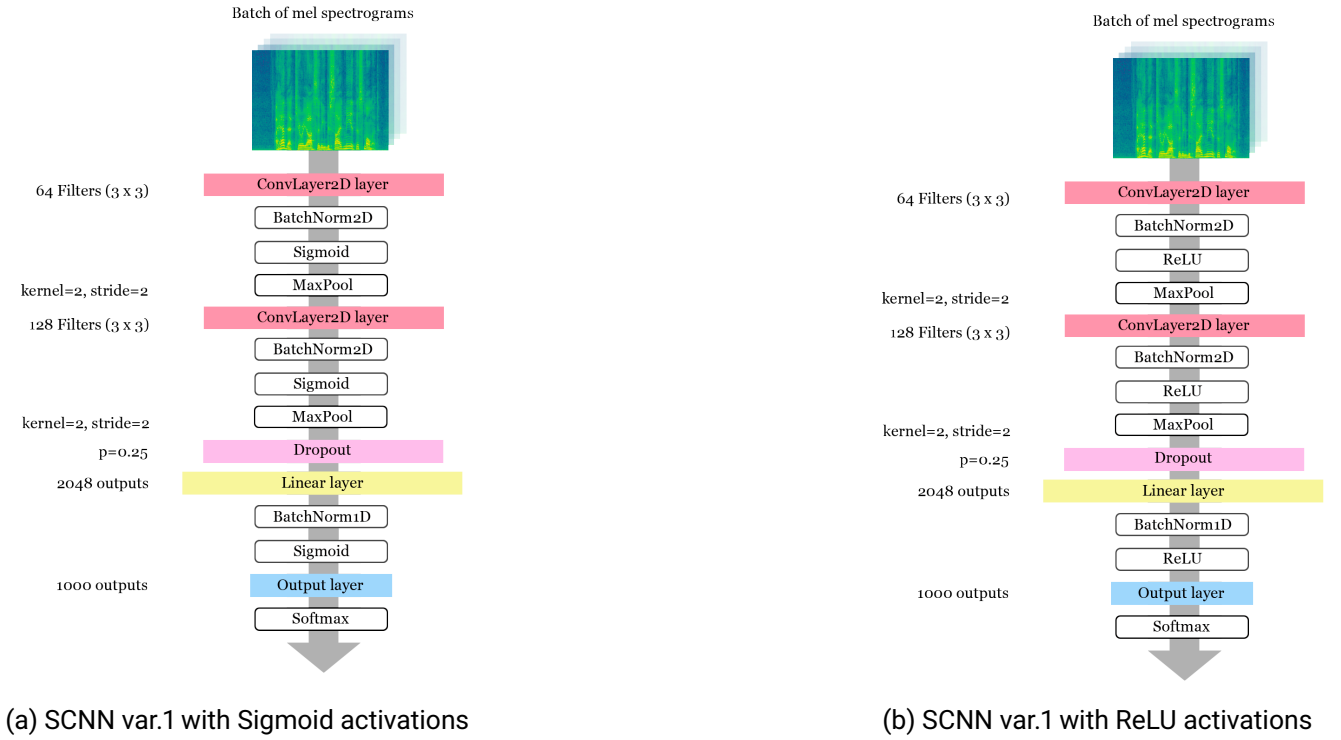 Batch of mel spectrograms
64 Filters (3 x 3)
ConvLayer2D layer
BatchNorm2D
Sigmoid
kernel=2, stride=2
MaxPool
128 Filters (3 x 3)
ConvLayer2D layer
BatchNorm2D
Sigmoid
kernel=2, stride=2
MaxPool
p=0.25
Dropout
2048 outputs
Linear layer
BatchNorm1D
Sigmoid
1000 outputs
Output layer
Softmax
(a) SCNN var.1 with Sigmoid activations
Batch of mel spectrograms
64 Filters (3 x 3)
ConvLayer2D layer
BatchNorm2D
ReLU
kernel=2, stride=2
MaxPool
128 Filters (3 x 3)
ConvLayer2D layer
BatchNorm2D
ReLU
kernel=2, stride=2
MaxPool
p=0.25
Dropout
2048 outputs
Linear layer
BatchNorm1D
ReLU
1000 outputs
Output layer
Softmax
(b) SCNN var.1 with ReLU activations